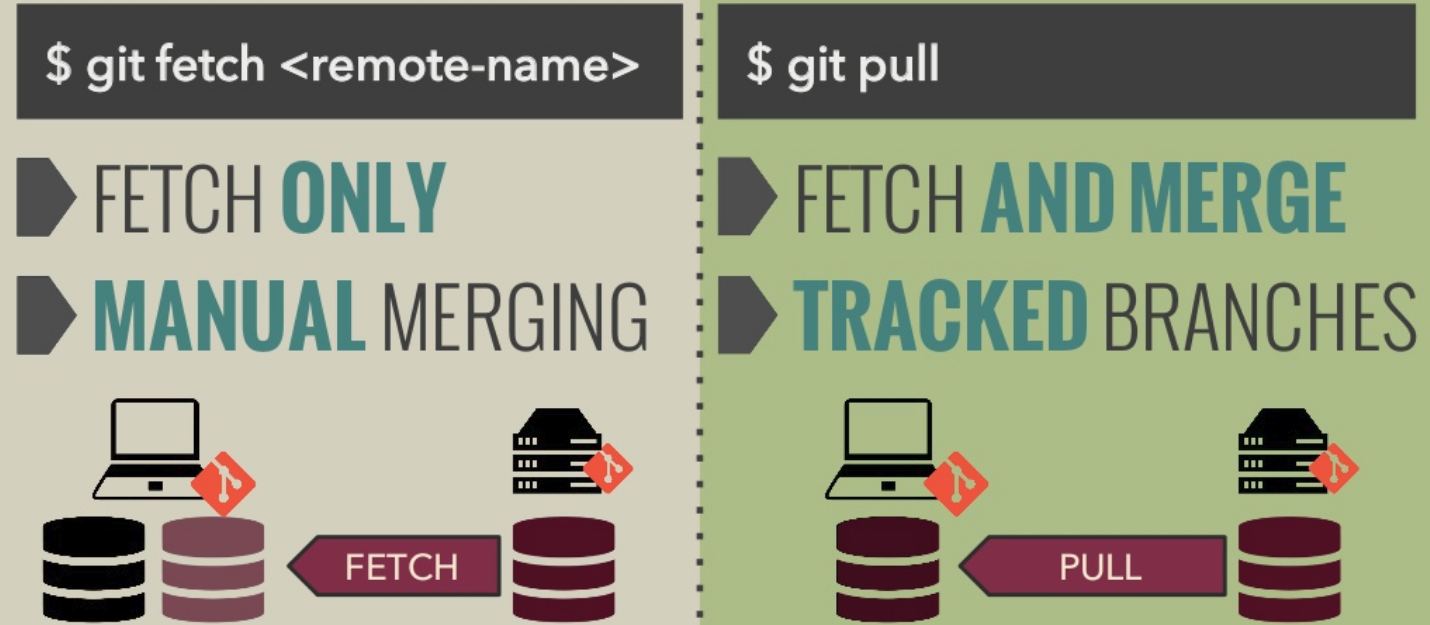 $ git fetch <remote-name>
FETCH ONLY
MANUAL MERGING
FETCH
$ git pull
FETCH AND MERGE
TRACKED BRANCHES
PULL